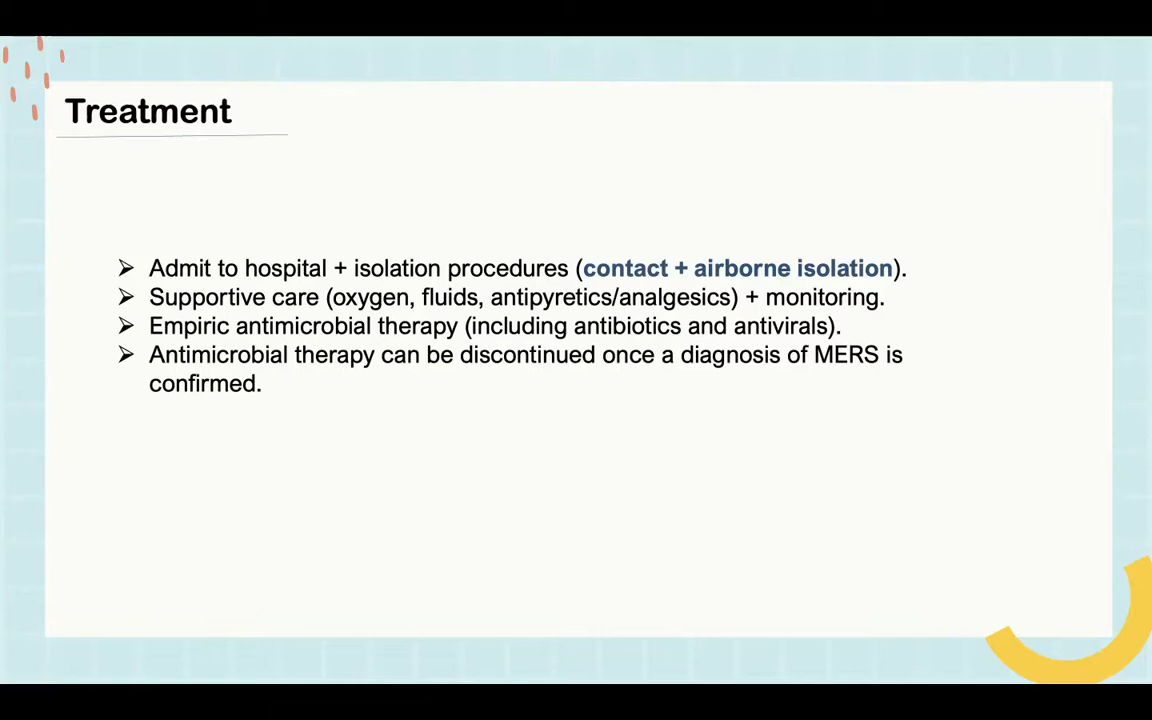 Treatment
➢ Admit to hospital + isolation procedures (contact + airborne isolation).
➢ Supportive care (oxygen, fluids, antipyretics/analgesics) + monitoring.
➢ Empiric antimicrobial therapy (including antibiotics and antivirals).
➢ Antimicrobial therapy can be discontinued once a diagnosis of MERS is
confirmed.